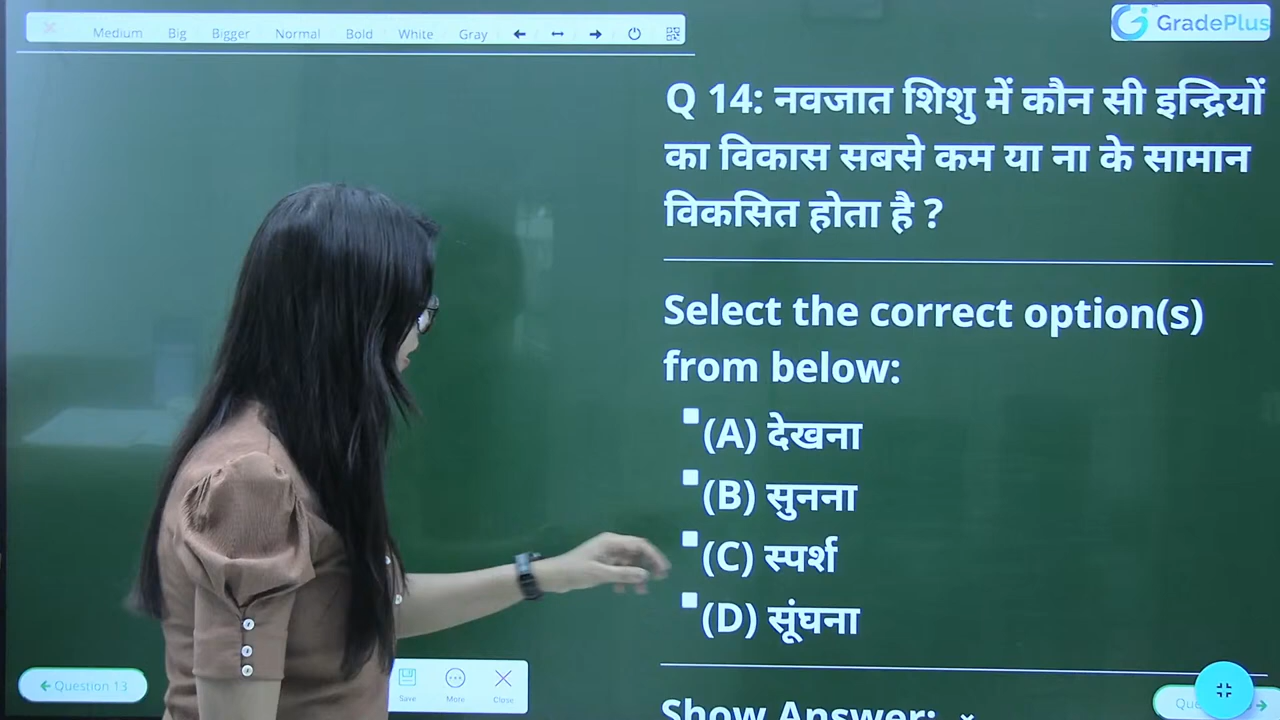 Medium Big Bigger Normal Bold White Gray
GradePlus
Q 14: नवजात शिशु में कौन सी इन्द्रियों
का विकास सबसे कम या ना के सामान
विकसित होता है ?
Select the correct option(s)
from below:
(A) देखना
(B) सुनना
(C) स्पर्श
(D) सूंघना
Show Answer:
← Question 13
Save More Close